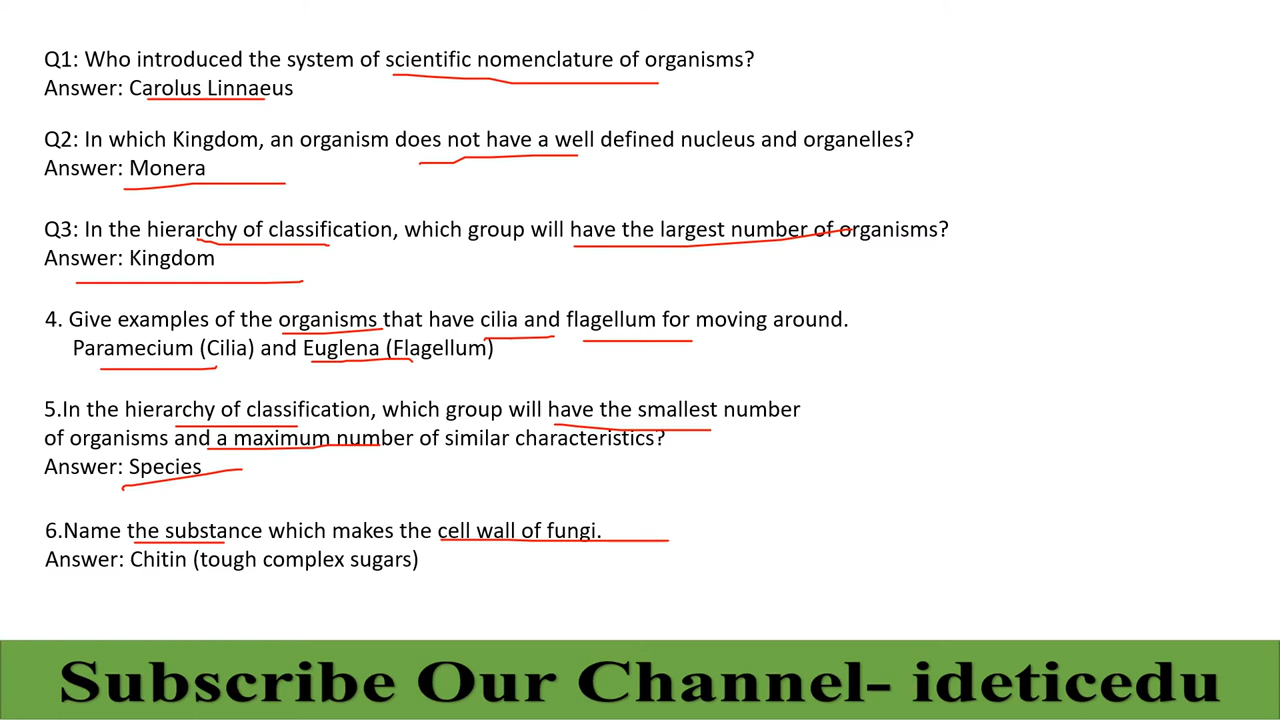 Q1: Who introduced the system of scientific nomenclature of organisms?
Answer: Carolus Linnaeus
Q2: In which Kingdom, an organism does not have a well defined nucleus and organelles?
Answer: Monera
Q3: In the hierarchy of classification, which group will have the largest number of organisms?
Answer: Kingdom
4. Give examples of the organisms that have cilia and flagellum for moving around.
Paramecium (Cilia) and Euglena (Flagellum)
5.In the hierarchy of classification, which group will have the smallest number
of organisms and a maximum number of similar characteristics?
Answer: Species
6.Name the substance which makes the cell wall of fungi.
Answer: Chitin (tough complex sugars)
Subscribe Our Channel- ideticedu